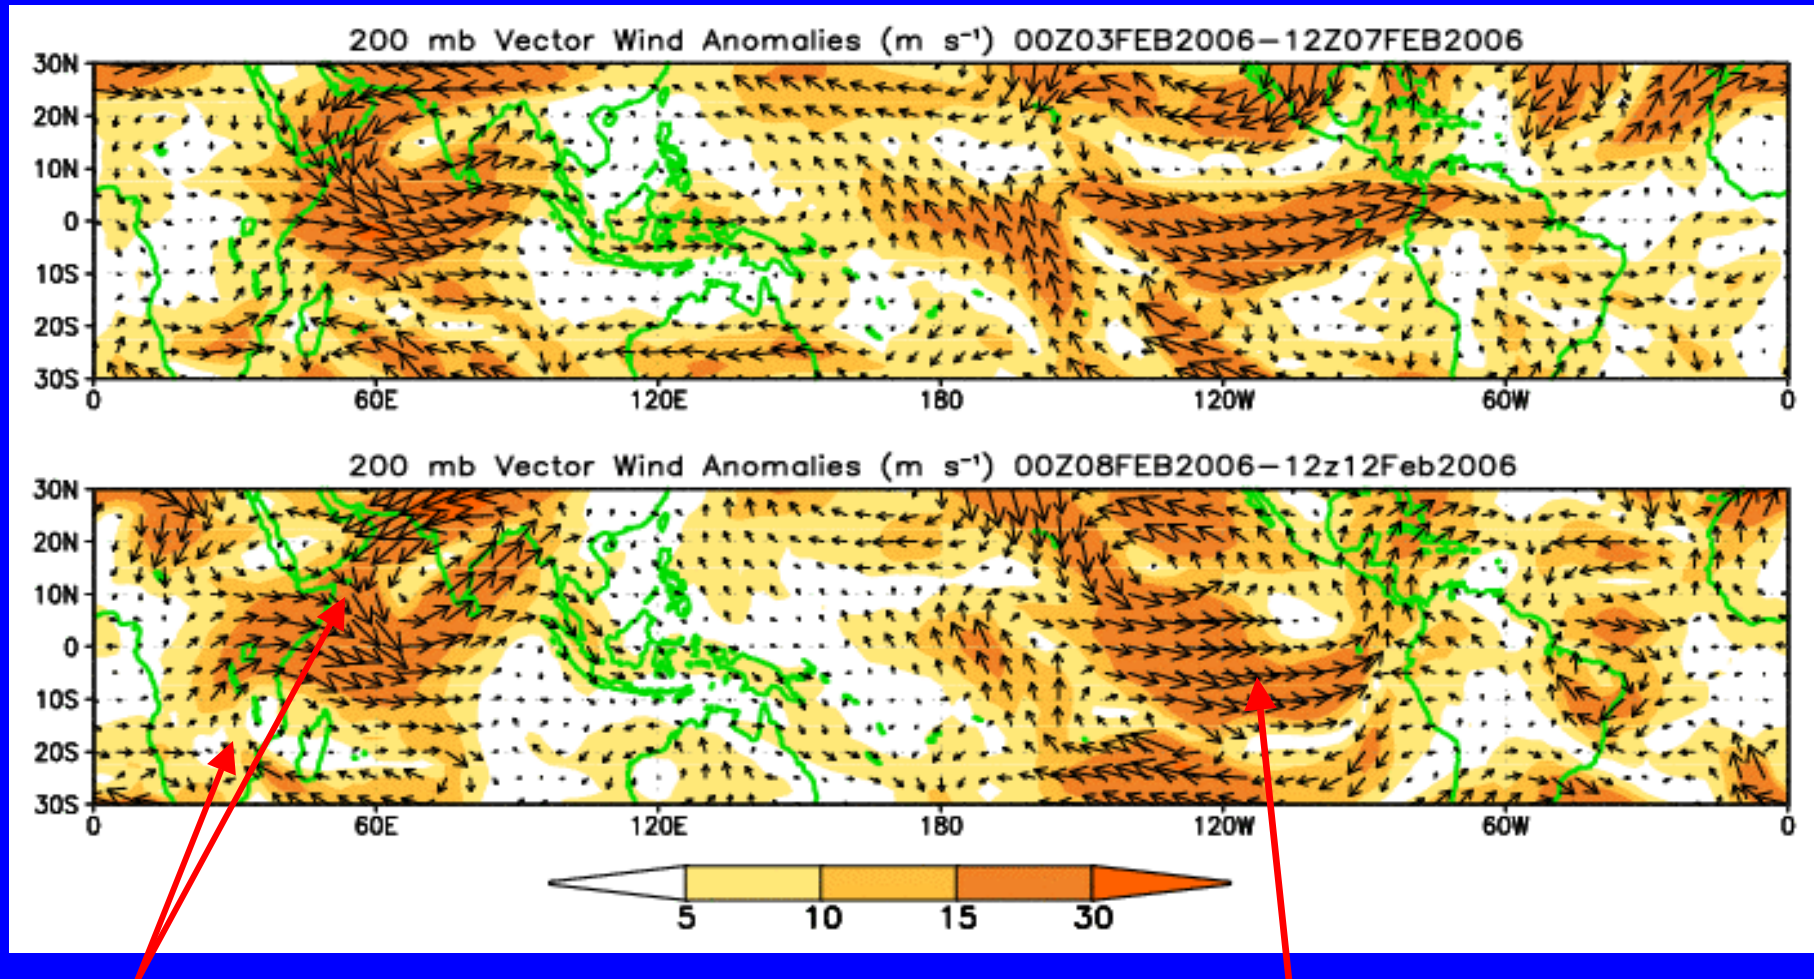 200 mb Vector Wind Anomalies (m s⁻¹) 00Z03FEB2006–12Z07FEB2006
30N
20N
10N
0
10S
20S
30S
0 60E 120E 180 120W 60W 0
200 mb Vector Wind Anomalies (m s⁻¹) 00Z08FEB2006–12z12Feb2006
30N
20N
10N
0
10S
20S
30S
0 60E 120E 180 120W 60W 0
5 10 15 30